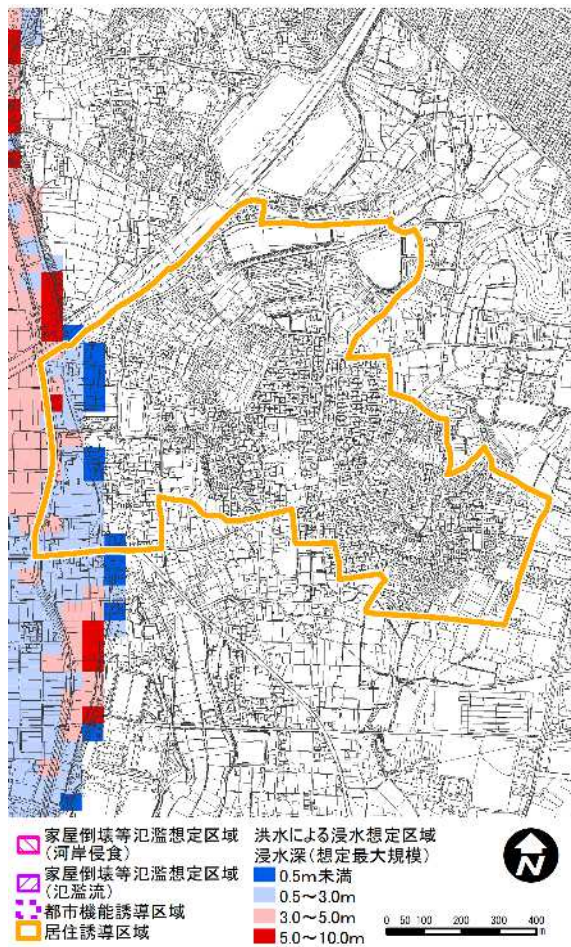 家屋倒壊等氾濫想定区域
(河岸侵食)
家屋倒壊等氾濫想定区域
(氾濫流)
都市機能誘導区域
居住誘導区域
洪水による浸水想定区域
浸水深(想定最大規模)
0.5m未満
0.5～3.0m
3.0～5.0m
5.0～10.0m
N
0 50 100 200 300 400
m